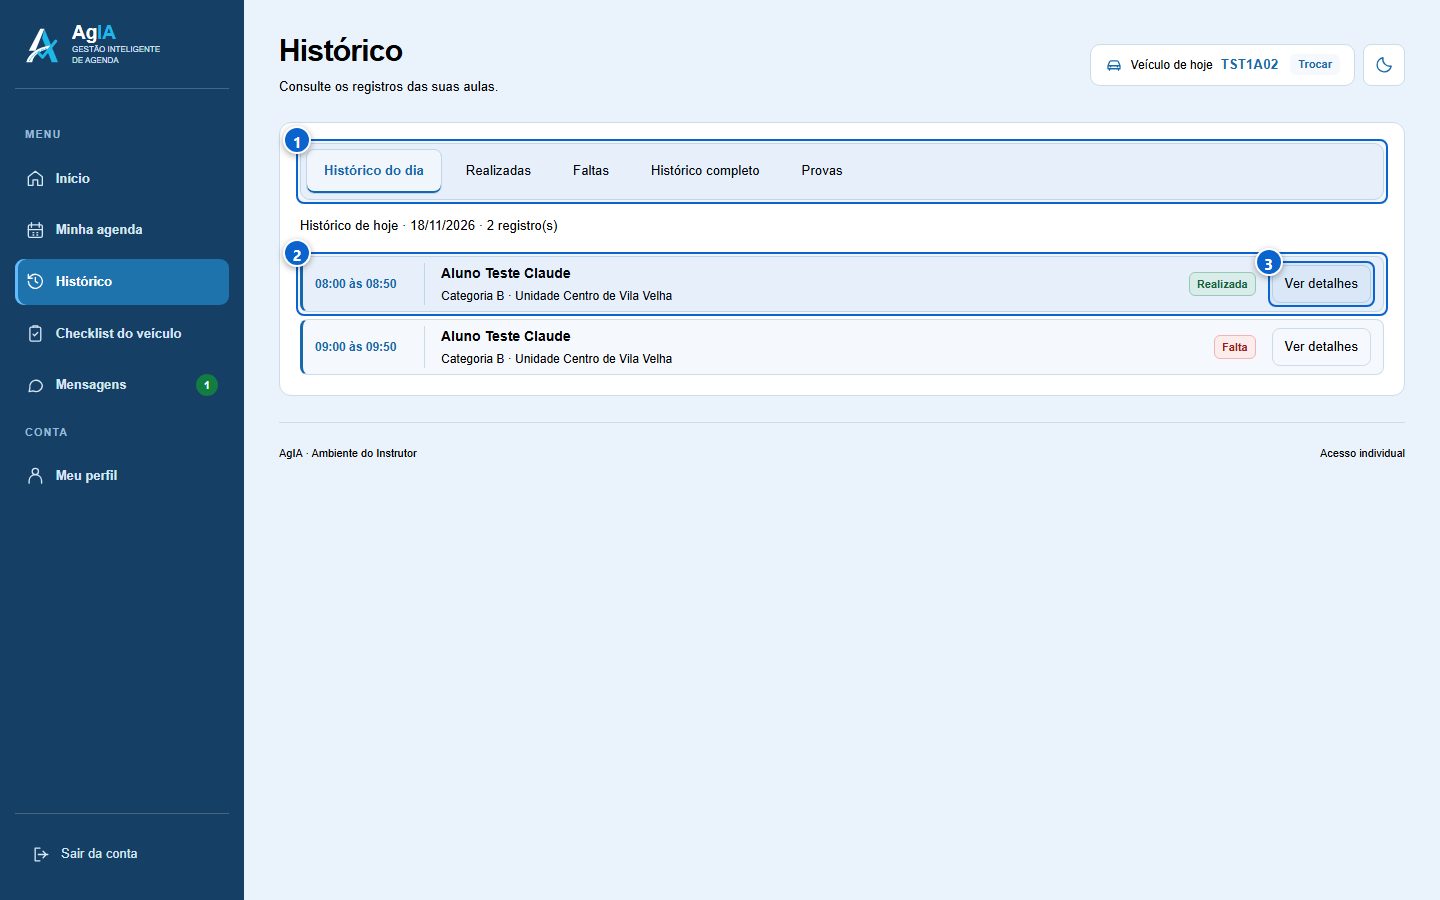 AgIA
GESTÃO INTELIGENTE
DE AGENDA
MENU
Início
Minha agenda
Histórico
Checklist do veículo
Mensagens 1
CONTA
Meu perfil
Sair da conta
Histórico
Consulte os registros das suas aulas.
Veículo de hoje TST1A02 Trocar
1
Histórico do dia Realizadas Faltas Histórico completo Provas
Histórico de hoje · 18/11/2026 · 2 registro(s)
2
3
08:00 às 08:50
Aluno Teste Claude
Categoria B · Unidade Centro de Vila Velha
Realizada
Ver detalhes
09:00 às 09:50
Aluno Teste Claude
Categoria B · Unidade Centro de Vila Velha
Falta
Ver detalhes
AgIA · Ambiente do Instrutor
Acesso individual